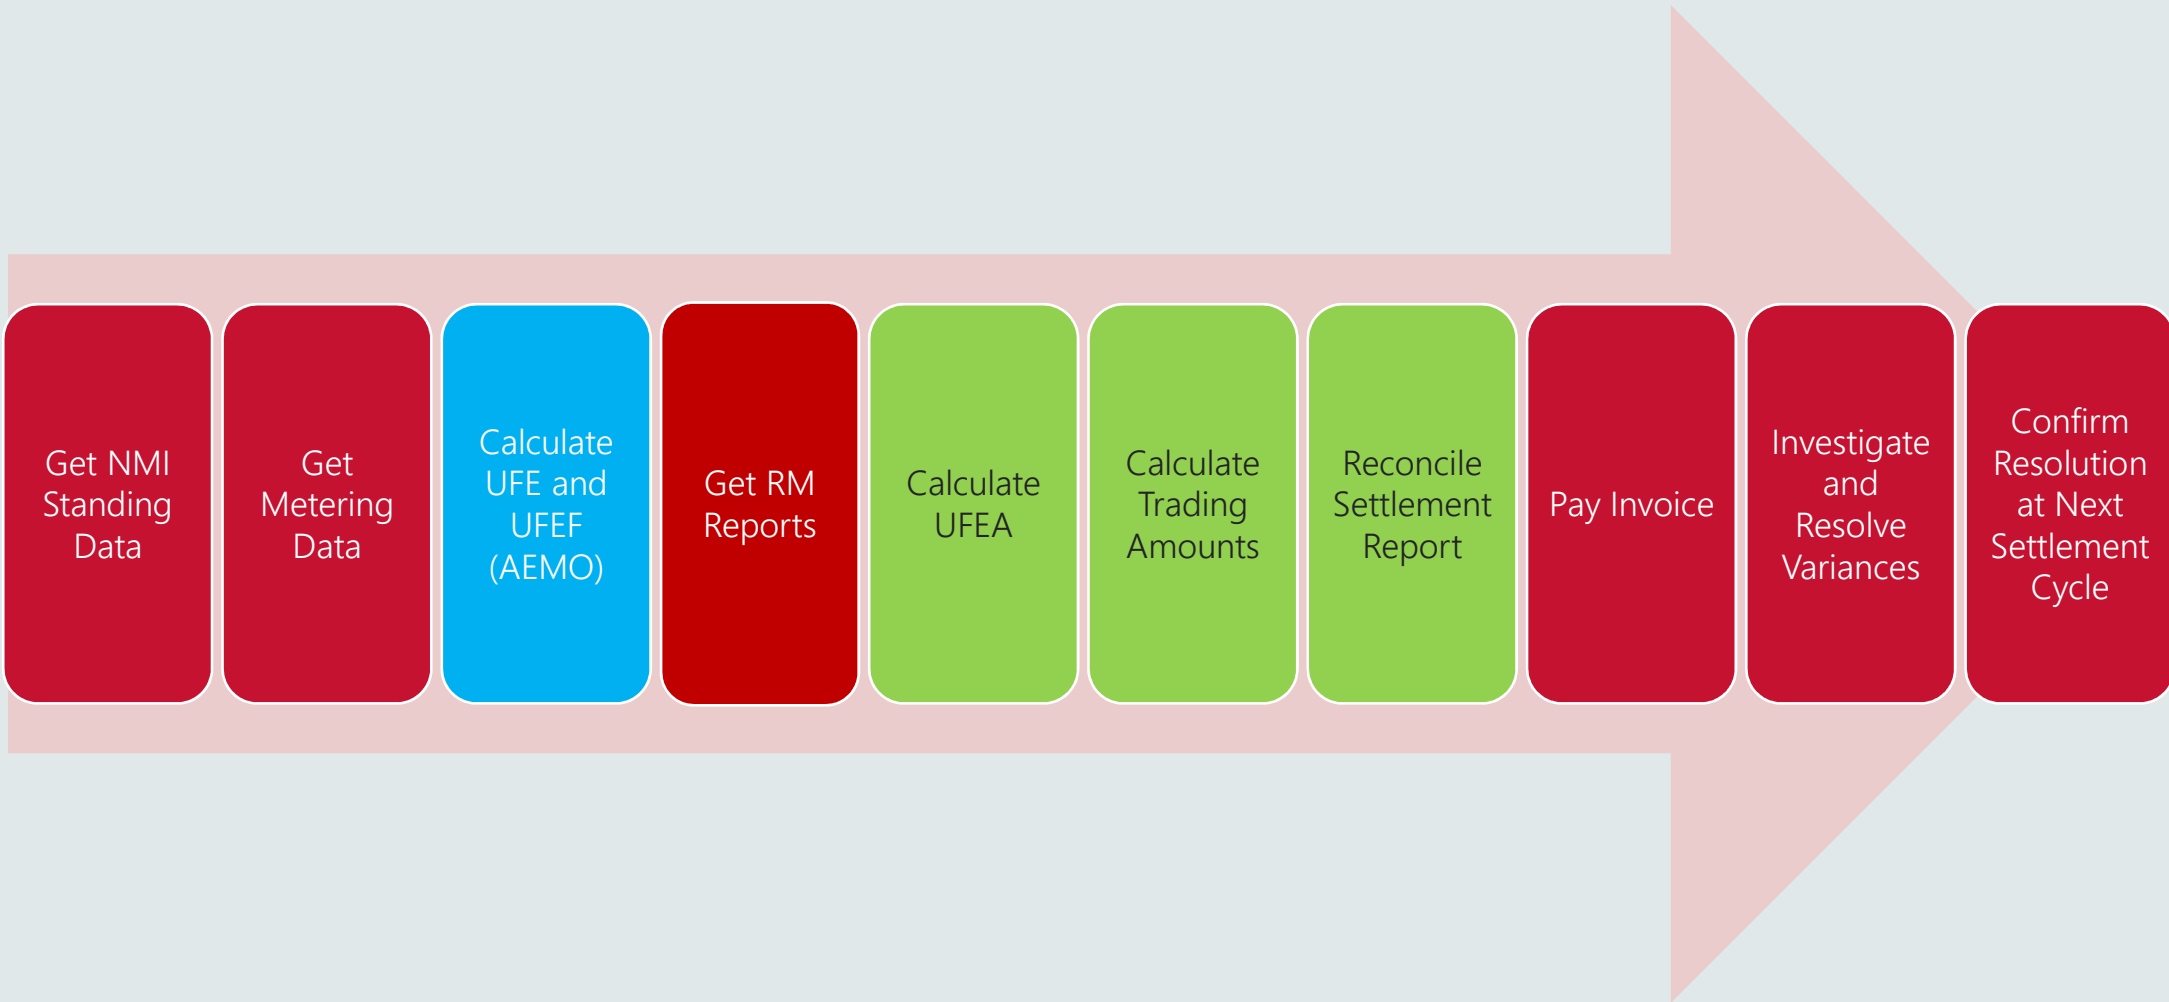 Get NMI
Standing
Data
Get
Metering
Data
Calculate
UFE and
UFEF
(AEMO)
Get RM
Reports
Calculate
UFEA
Calculate
Trading
Amounts
Reconcile
Settlement
Report
Pay Invoice
Investigate
and
Resolve
Variances
Confirm
Resolution
at Next
Settlement
Cycle